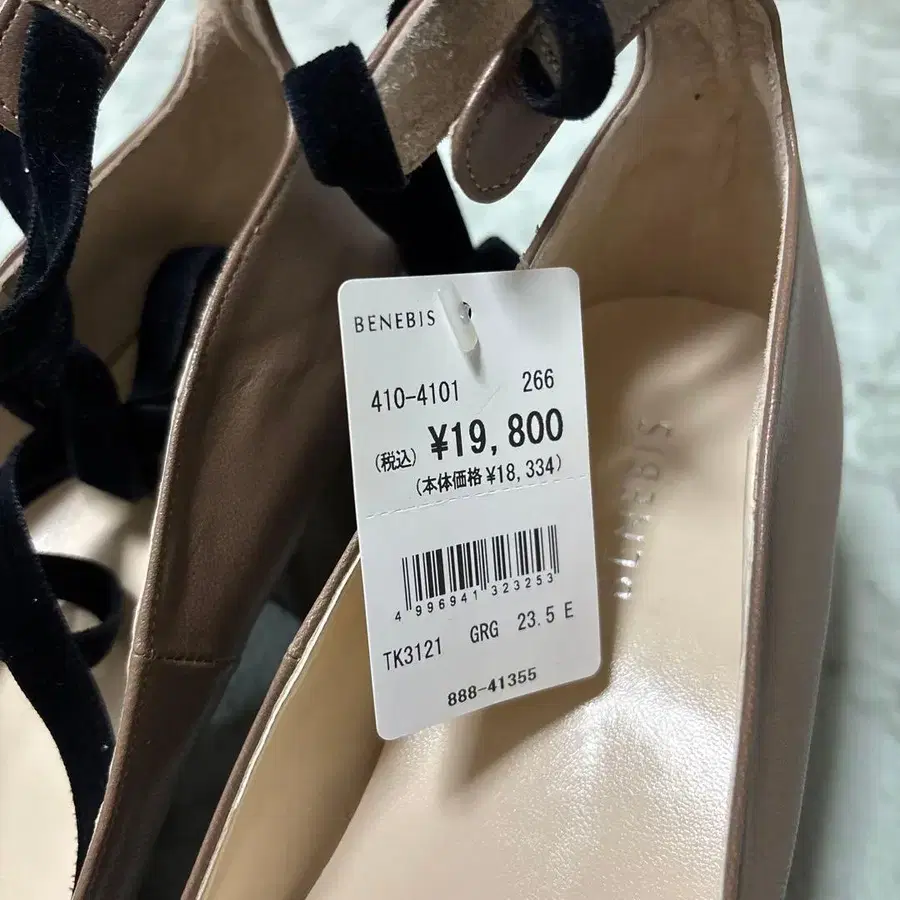 BENEBIS
410-4101 266
(税込) ¥19,800
(本体価格 ¥18,334)
4 996941 323253
TK3121 GRG 23.5 E
888-41355
BENEBIS